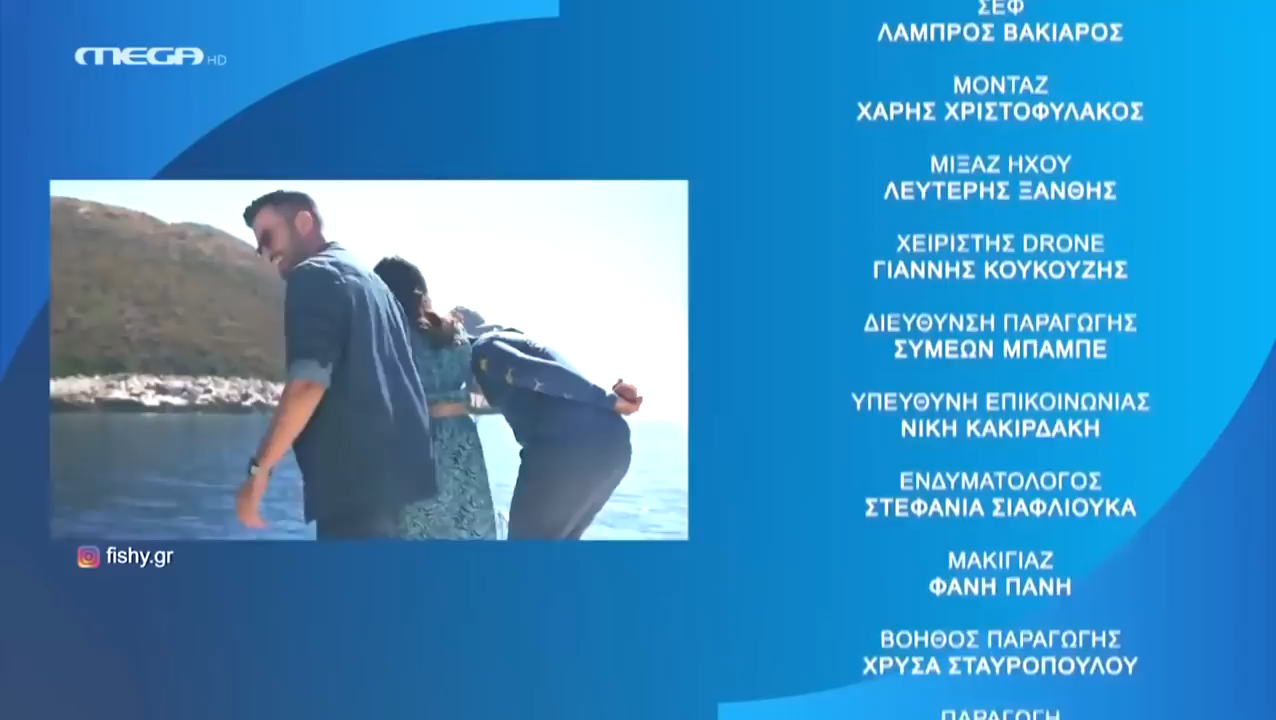 MEGA HD
fishy.gr
ΣΕΦ
ΛΑΜΠΡΟΣ ΒΑΚΙΑΡΟΣ
ΜΟΝΤΑΖ
ΧΑΡΗΣ ΧΡΙΣΤΟΦΥΛΑΚΟΣ
ΜΙΞΑΖ ΗΧΟΥ
ΛΕΥΤΕΡΗΣ ΞΑΝΘΗΣ
ΧΕΙΡΙΣΤΗΣ DRONE
ΓΙΑΝΝΗΣ ΚΟΥΚΟΥΖΗΣ
ΔΙΕΥΘΥΝΣΗ ΠΑΡΑΓΩΓΗΣ
ΣΥΜΕΩΝ ΜΠΑΜΠΕ
ΥΠΕΥΘΥΝΗ ΕΠΙΚΟΙΝΩΝΙΑΣ
ΝΙΚΗ ΚΑΚΙΡΔΑΚΗ
ΕΝΔΥΜΑΤΟΛΟΓΟΣ
ΣΤΕΦΑΝΙΑ ΣΙΑΦΛΙΟΥΚΑ
ΜΑΚΙΓΙΑΖ
ΦΑΝΗ ΠΑΝΗ
ΒΟΗΘΟΣ ΠΑΡΑΓΩΓΗΣ
ΧΡΥΣΑ ΣΤΑΥΡΟΠΟΥΛΟΥ
ΠΑΡΑΓΩΓΗ